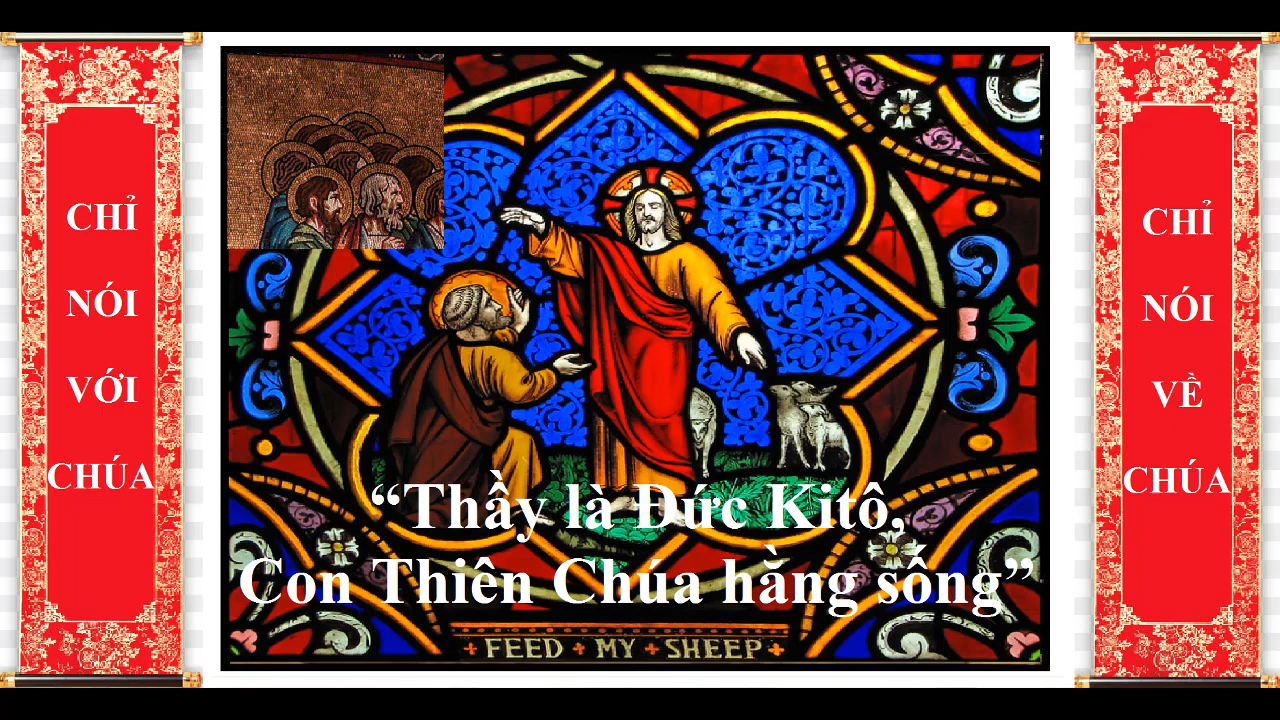 CHỈ
NÓI
VỚI
CHÚA
“Thầy là Đức Kitô,
Con Thiên Chúa hằng sống”
FEED MY SHEEP
CHỈ
NÓI
VỀ
CHÚA